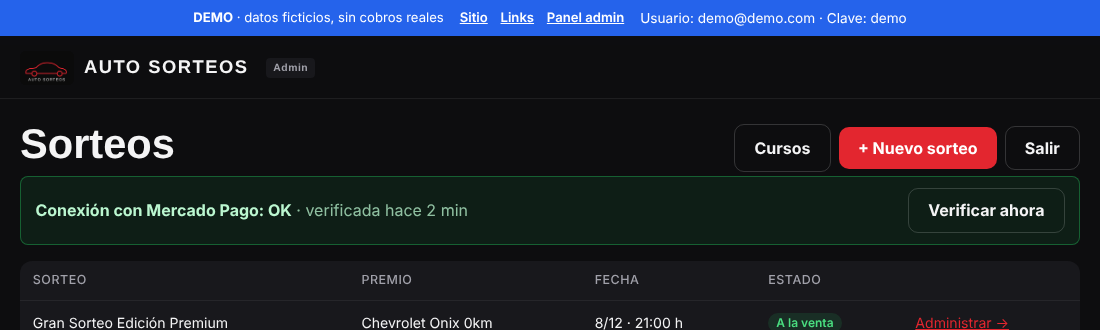 DEMO · datos ficticios, sin cobros reales Sitio Links Panel admin Usuario: demo@demo.com · Clave: demo
AUTO SORTEOS
AUTO SORTEOS Admin
Sorteos
Cursos + Nuevo sorteo Salir
Conexión con Mercado Pago: OK · verificada hace 2 min Verificar ahora
SORTEO PREMIO FECHA ESTADO
Gran Sorteo Edición Premium Chevrolet Onix 0km 8/12 · 21:00 h A la venta Administrar →